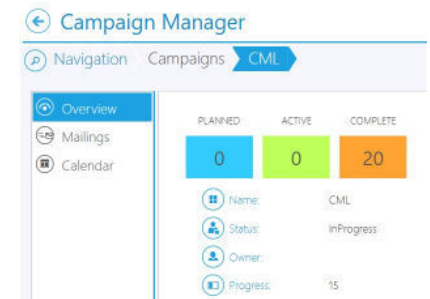 Campaign Manager
Navigation Campaigns CML
Overview
Mailings
Calendar
PLANNED ACTIVE COMPLETE
0 0 20
Name: CML
Status: InProgress
Owner:
Progress: 15